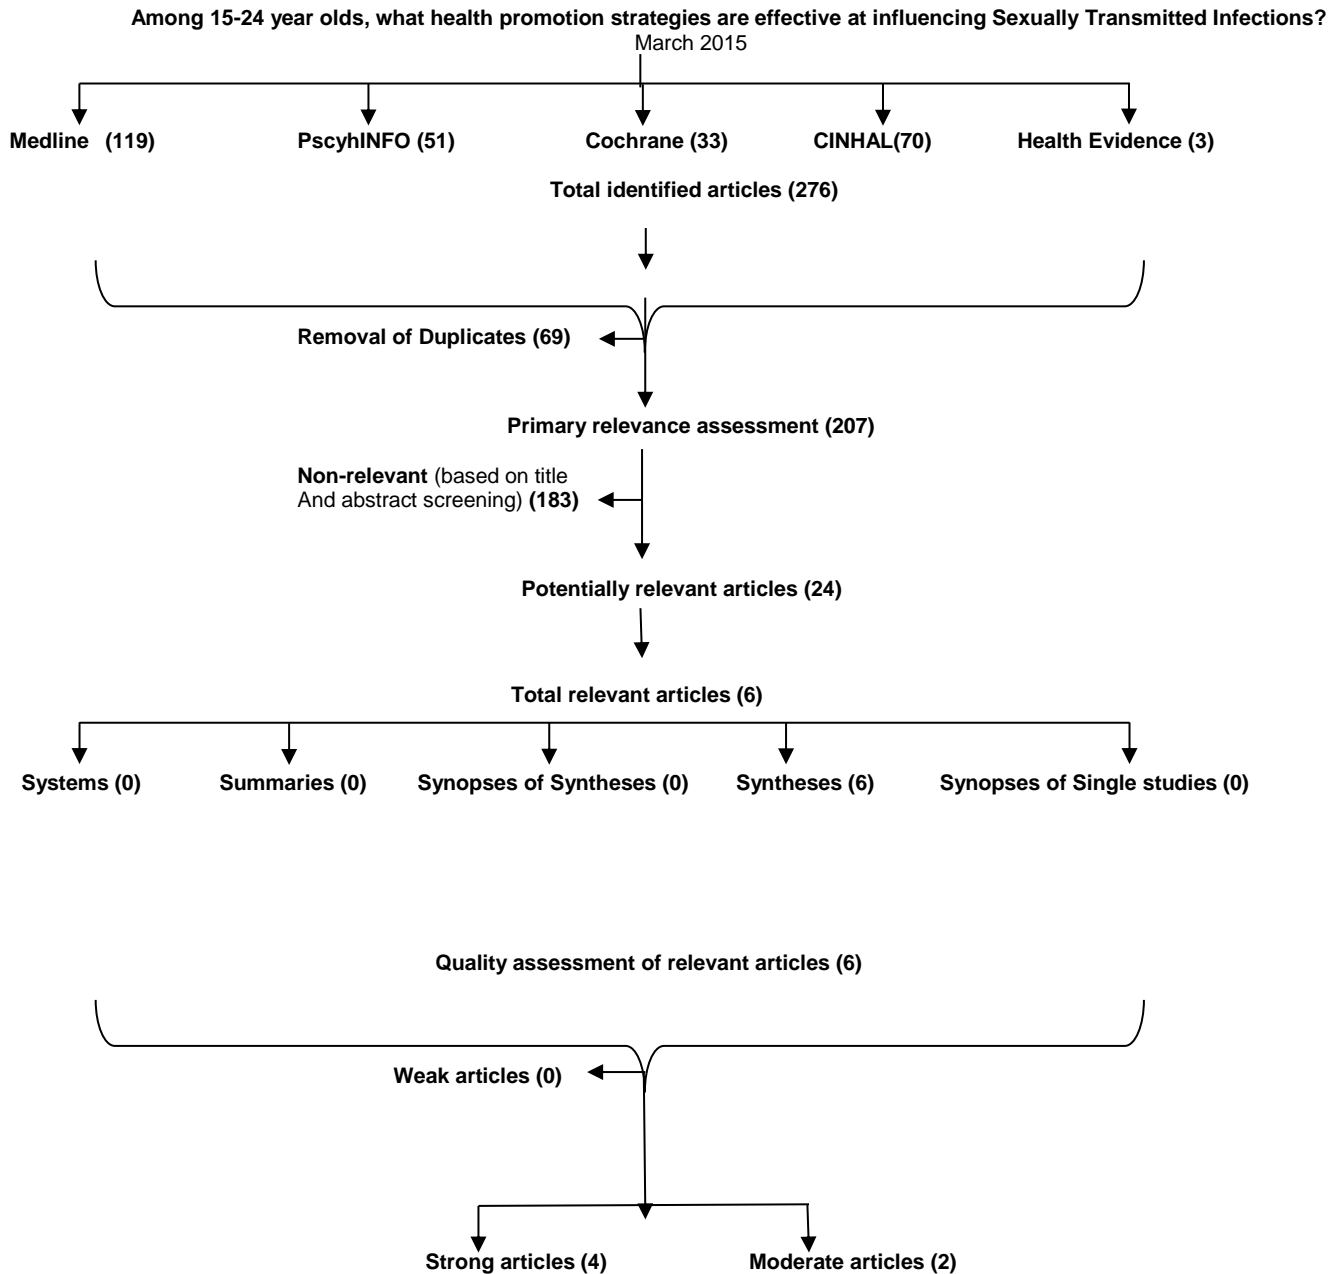 Among 15-24 year olds, what health promotion strategies are effective at influencing Sexually Transmitted Infections?
March 2015
Medline (119) PscyhINFO (51) Cochrane (33) CINHAL(70) Health Evidence (3)
Total identified articles (276)
Removal of Duplicates (69)
Primary relevance assessment (207)
Non-relevant (based on title
And abstract screening) (183)
Potentially relevant articles (24)
Total relevant articles (6)
Systems (0) Summaries (0) Synopses of Syntheses (0) Syntheses (6) Synopses of Single studies (0)
Quality assessment of relevant articles (6)
Weak articles (0)
Strong articles (4) Moderate articles (2)